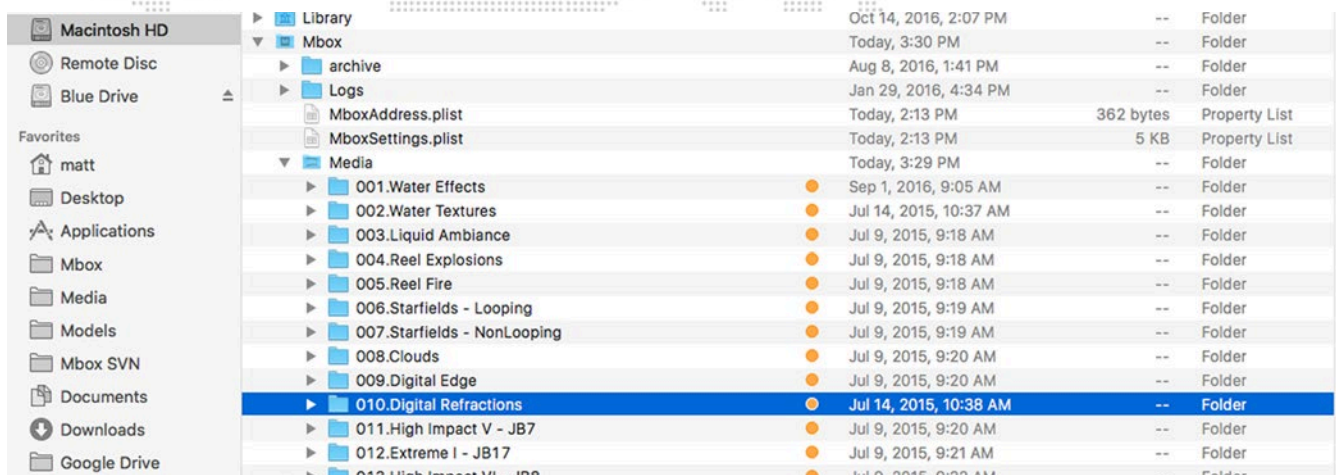 Library Oct 14, 2016, 2:07 PM -- Folder
Macintosh HD
Mbox Today, 3:30 PM -- Folder
Remote Disc
archive Aug 8, 2016, 1:41 PM -- Folder
Blue Drive
Logs Jan 29, 2016, 4:34 PM -- Folder
MboxAddress.plist Today, 2:13 PM 362 bytes Property List
Favorites
MboxSettings.plist Today, 2:13 PM 5 KB Property List
matt
Media Today, 3:29 PM -- Folder
001.Water Effects Sep 1, 2016, 9:05 AM -- Folder
Desktop
002.Water Textures Jul 14, 2015, 10:37 AM -- Folder
Applications
003.Liquid Ambiance Jul 9, 2015, 9:18 AM -- Folder
Mbox
004.Reel Explosions Jul 9, 2015, 9:18 AM -- Folder
005.Reel Fire Jul 9, 2015, 9:18 AM -- Folder
Media
006.Starfields - Looping Jul 9, 2015, 9:19 AM -- Folder
Models
007.Starfields - NonLooping Jul 9, 2015, 9:19 AM -- Folder
008.Clouds Jul 9, 2015, 9:20 AM -- Folder
Mbox SVN
009.Digital Edge Jul 9, 2015, 9:20 AM -- Folder
Documents
010.Digital Refractions Jul 14, 2015, 10:38 AM -- Folder
Downloads
011.High Impact V - JB7 Jul 9, 2015, 9:20 AM -- Folder
012.Extreme I - JB17 Jul 9, 2015, 9:21 AM -- Folder
Google Drive